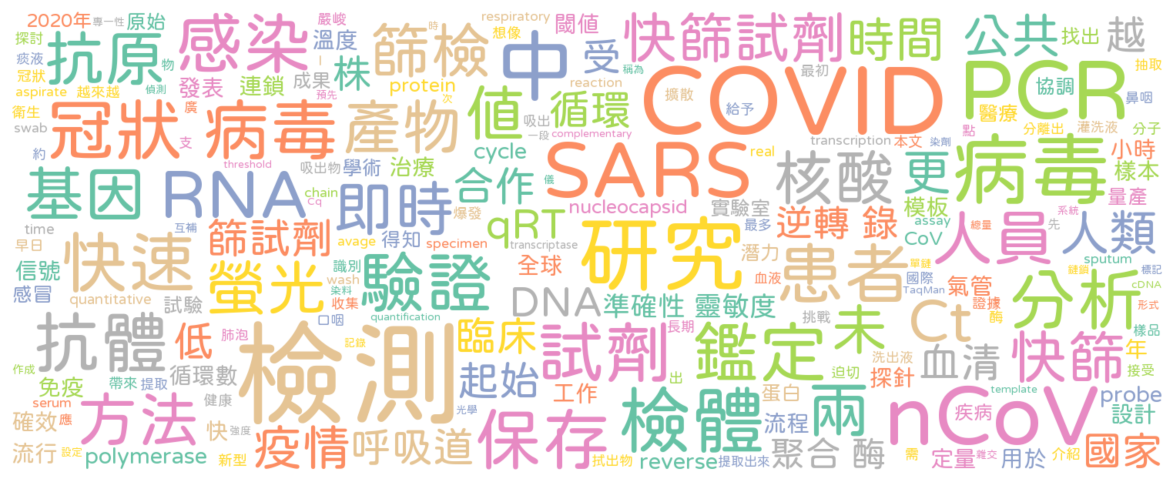 2020年 專一性 原始
嚴峻 感染
respiratory 閾值
快篩試劑 時間
公共 找出 越
探討 抗原 物
溫度 時 篩檢
想像 中 受
痰液 偵測 發表 連鎖 一 株
reaction 最初
COVID
PCR 協調 抽取
冠狀 成果 protein
稱為
aspirate 越來越 預先 次
值 吸出 循環 擴散 給予
醫療 鼻咽
衛生 冠狀 病毒 廣 產物
一段 complementary
transcription 本文 染劑 點 分離出 灌洗液 分子
swab 約 支
threshold 吸出物 學術 治療 cycle
SARS real
核酸 更 病毒 小時 樣本
基因 RNA chain Cq 即時
合作 儀 nucleocapsid 實驗室
模板 量產
time 互補 爆發 qRT transcriptase
最多 逆轉 錄 assay CoV
人員 總量 系統 先 人類
早日 快速 篩試劑 avage 得知 specimen
研究 潛力
信號 螢光 識別 wash 驗證 全球
血液 患者 國際 TaqMan 氣管 單鏈 sputum
感冒 quantitative 試驗 染料 收集 口咽 quantification
DNA 準確性 靈敏度
證據 酶 分析 鏈鎖 標記 cDNA 形式
抗體 低 肺泡 檢測 記錄
臨床 試劑 長期 鑑定 挑戰 未
Ct 血清 快篩 樣品
作成 循環數 起始 工作 出
迫切 洗出液 探針 年 接受
免疫 帶來 提取 光學
蛋白 兩 template probe
serum 方法 健康
保存 檢體 流程
nCoV 疾病 設計
確效 應 快 強度 疫情 呼吸道
拭出物
聚合 酶 需 國家
流行 設定 polymerase 新型
reverse 提取出來 定量 雜交 用於 介紹